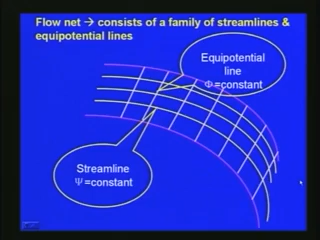 Flow net → consists of a family of streamlines &
equipotential lines
Equipotential
line
Φ=constant
Streamline
Ψ=constant